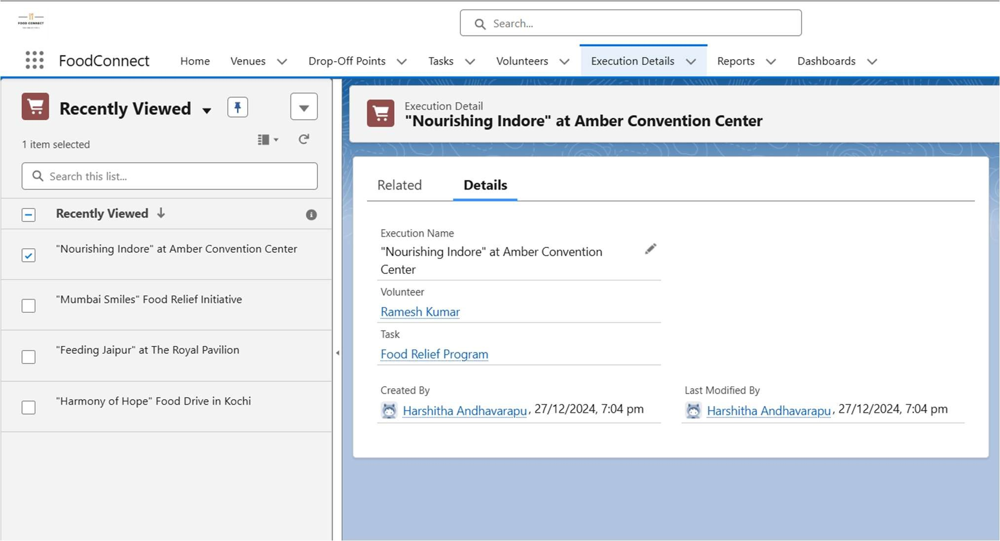 FOOD CONNECT
Search...
FoodConnect
Home
Venues
Drop-Off Points
Tasks
Volunteers
Execution Details
Reports
Dashboards
Recently Viewed
1 item selected
Search this list...
Recently Viewed
"Nourishing Indore" at Amber Convention Center
"Mumbai Smiles" Food Relief Initiative
"Feeding Jaipur" at The Royal Pavilion
"Harmony of Hope" Food Drive in Kochi
Execution Detail
"Nourishing Indore" at Amber Convention Center
Related
Details
Execution Name
"Nourishing Indore" at Amber Convention
Center
Volunteer
Ramesh Kumar
Task
Food Relief Program
Created By
Harshitha Andhavarapu, 27/12/2024, 7:04 pm
Last Modified By
Harshitha Andhavarapu, 27/12/2024, 7:04 pm